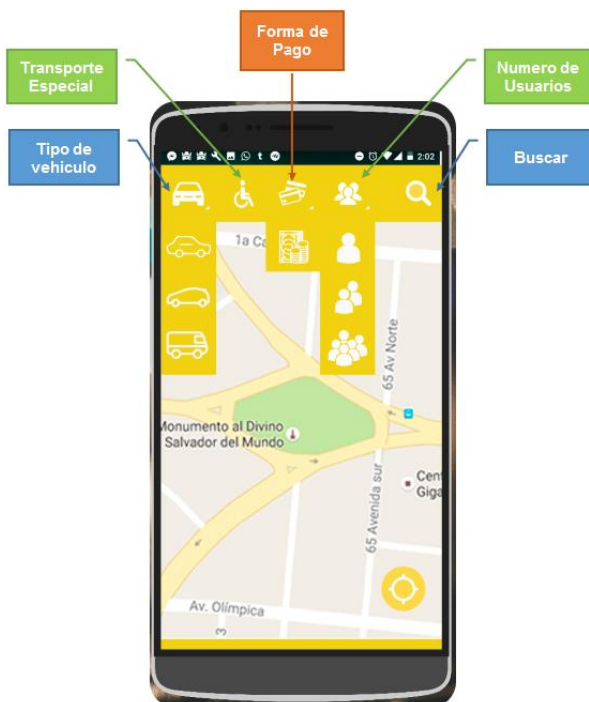 Forma de
Pago
Transporte
Especial
Numero de
Usuarios
Tipo de
vehiculo
Buscar
2:02
1a Ca
65 Av Norte
Monumento al Divino
Salvador del Mundo
Cent
Giga
65 Avenida sur
Av. Olímpica
3